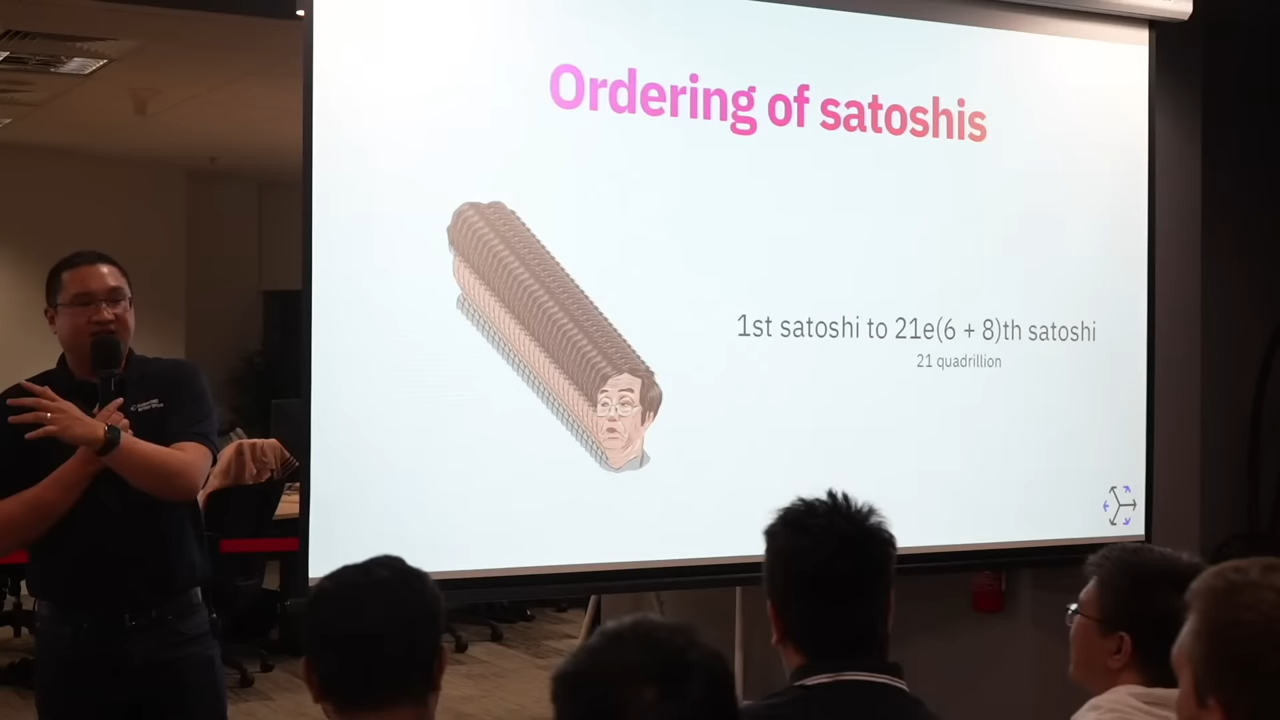 Ordering of satoshis
1st satoshi to 21e(6 + 8)th satoshi
21 quadrillion